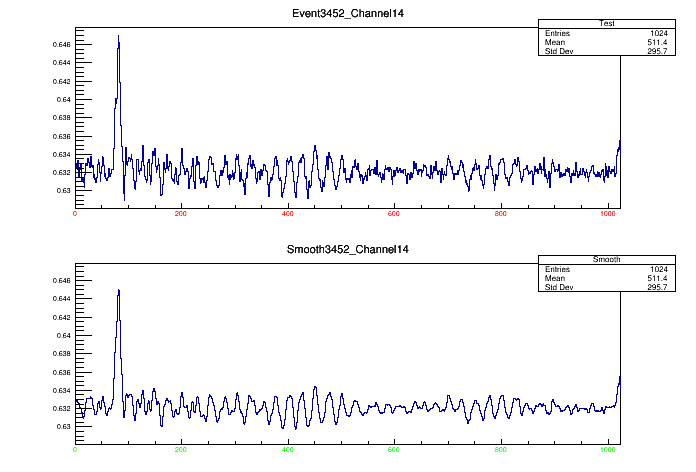 Event3452_Channel14
Test
Entries 1024
Mean 511.4
Std Dev 295.7
0.646
0.644
0.642
0.64
0.638
0.636
0.634
0.632
0.63
0 200 400 600 800 1000
Smooth3452_Channel14
Smooth
Entries 1024
Mean 511.4
Std Dev 295.7
0.646
0.644
0.642
0.64
0.638
0.636
0.634
0.632
0.63
0 200 400 600 800 1000